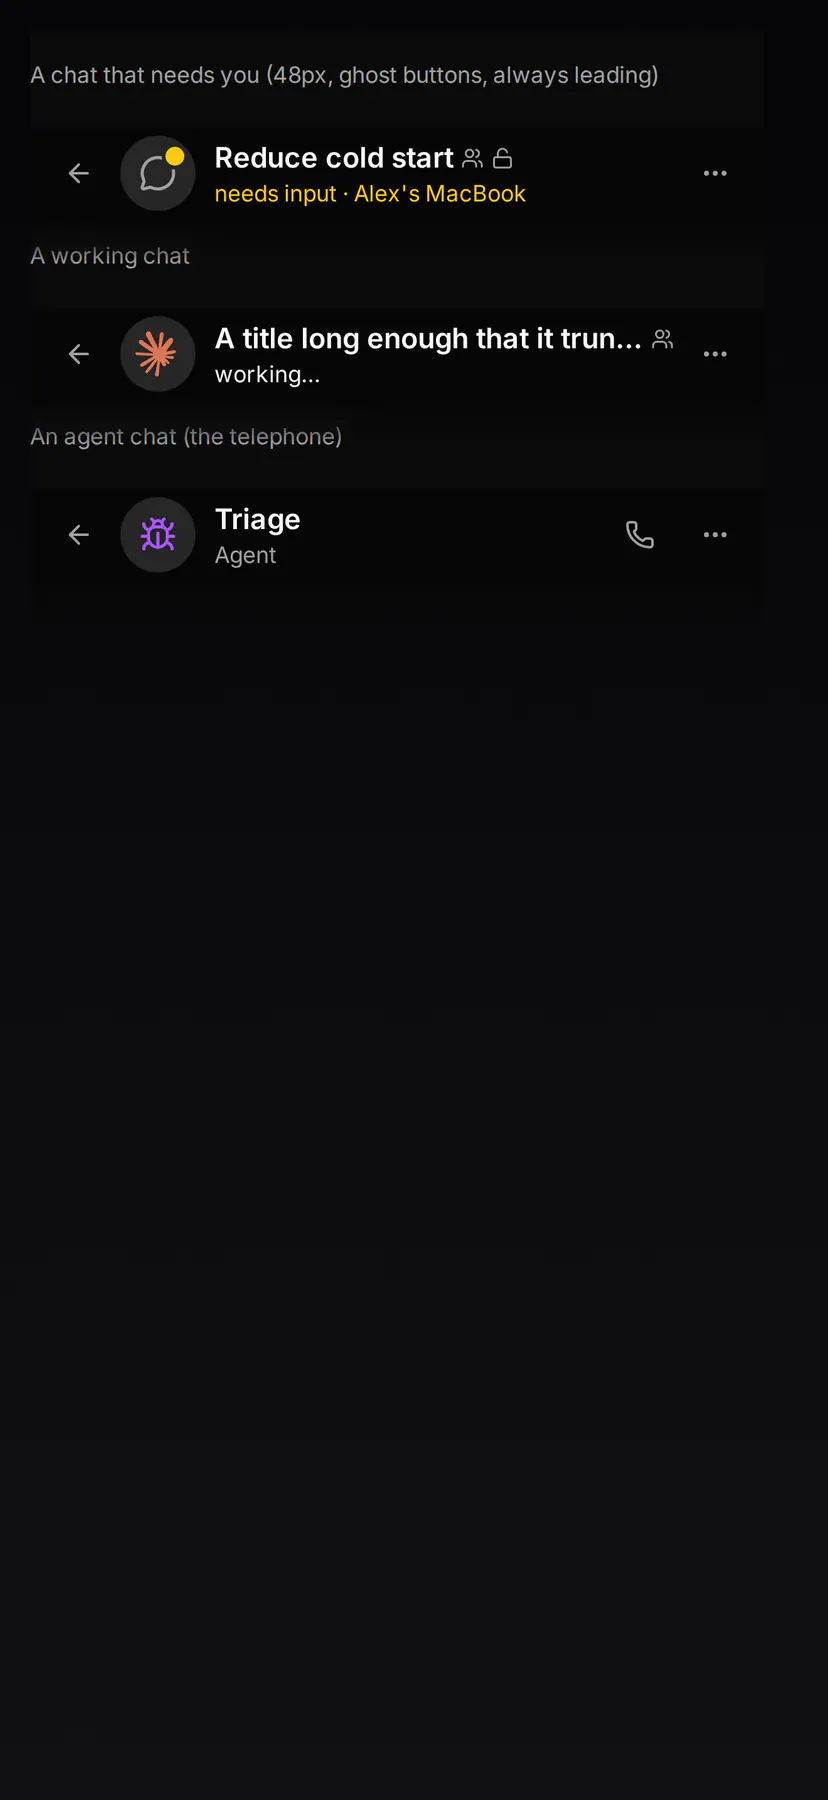 A chat that needs you (48px, ghost buttons, always leading)
Reduce cold start
needs input · Alex's MacBook
A working chat
A title long enough that it trun...
working...
An agent chat (the telephone)
Triage
Agent